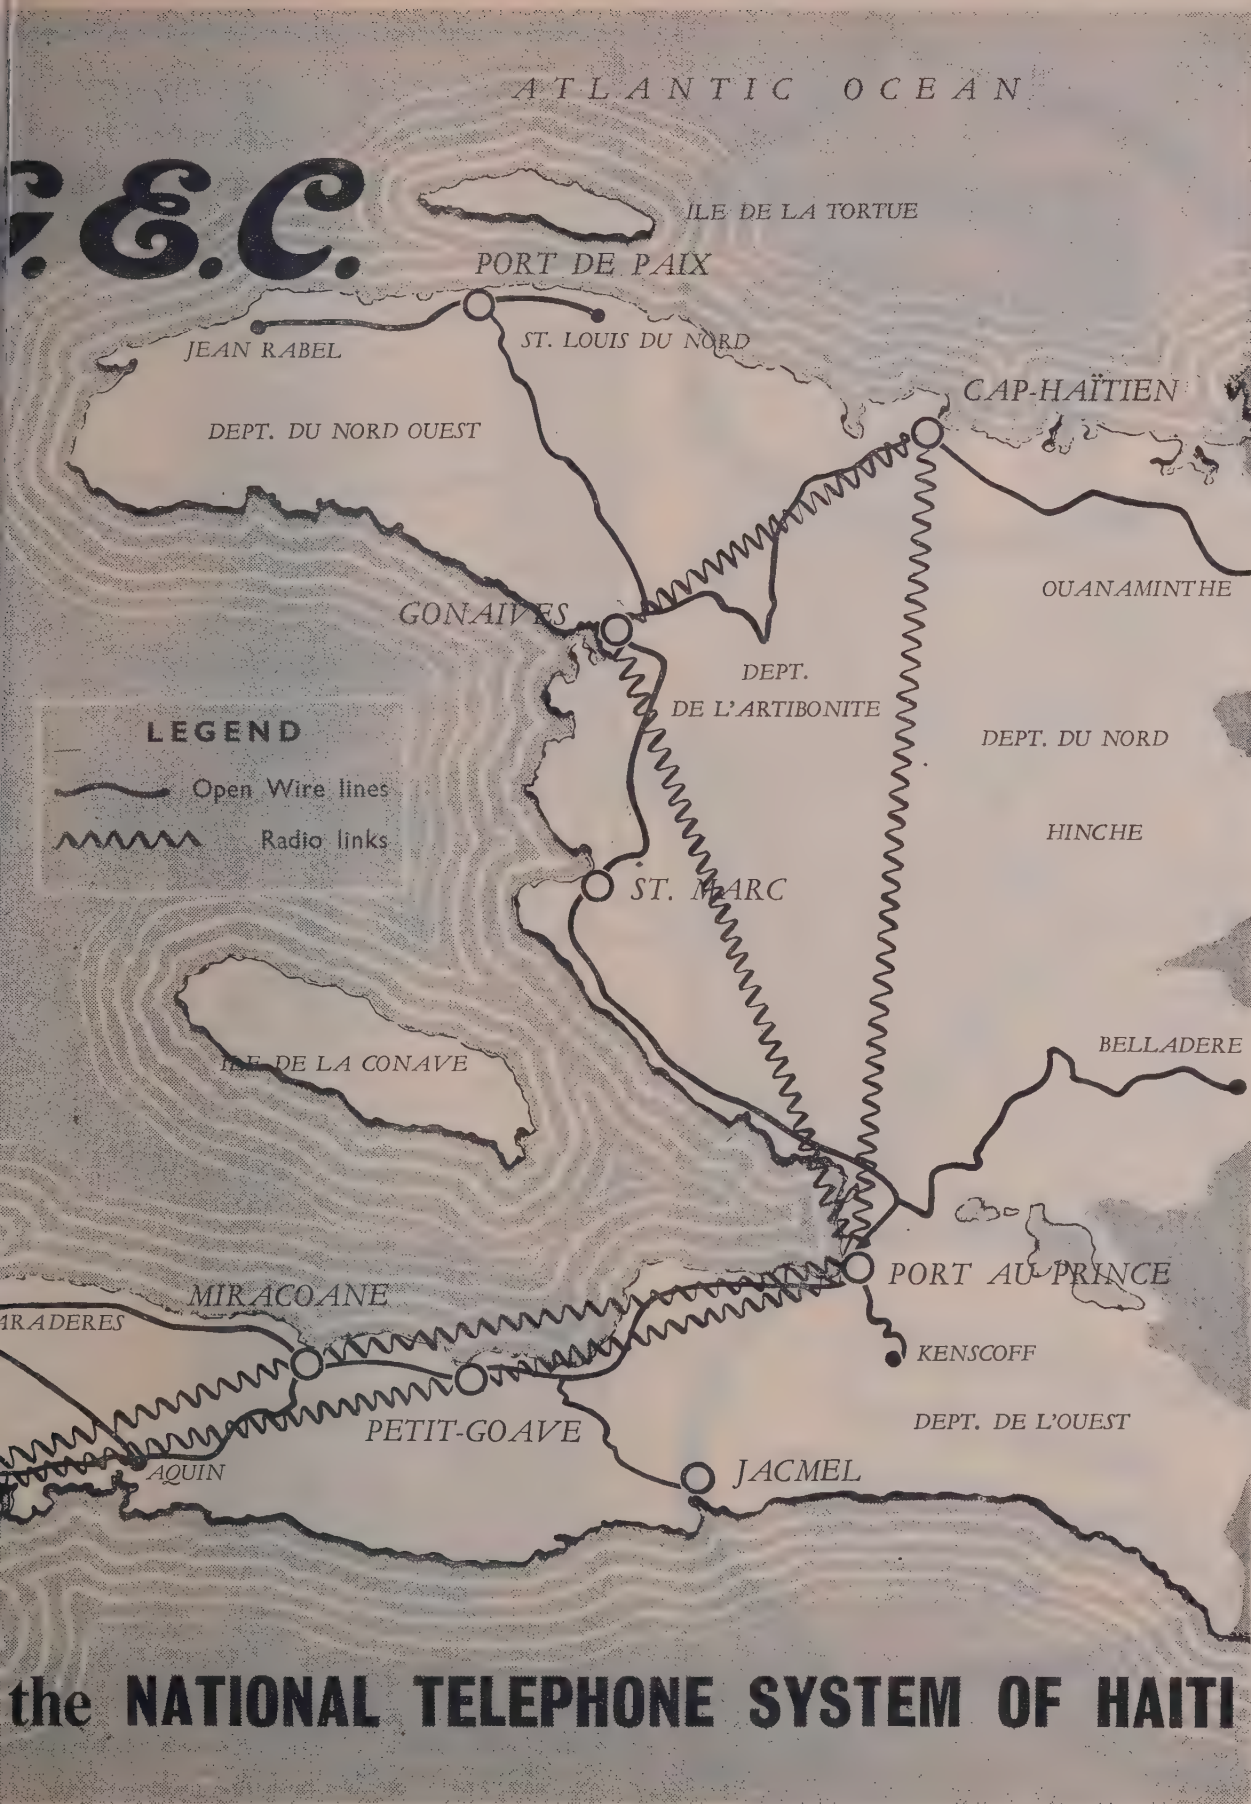 ATLANTIC OCEAN
G.E.C.
ILE DE LA TORTUE
PORT DE PAIX
JEAN RABEL
ST. LOUIS DU NORD
CAP-HAÏTIEN
DEPT. DU NORD OUEST
OUANAMINTHE
GONAIVES
DEPT.
DE L'ARTIBONITE
DEPT. DU NORD
LEGEND
Open Wire lines
Radio links
HINCHE
ST. MARC
BELLADERE
ILE DE LA CONAVE
PORT AU PRINCE
MIRACOANE
ARADERES
KENSCOFF
DEPT. DE L'OUEST
PETIT-GOAVE
AQUIN
JACMEL
the NATIONAL TELEPHONE SYSTEM OF HAITI